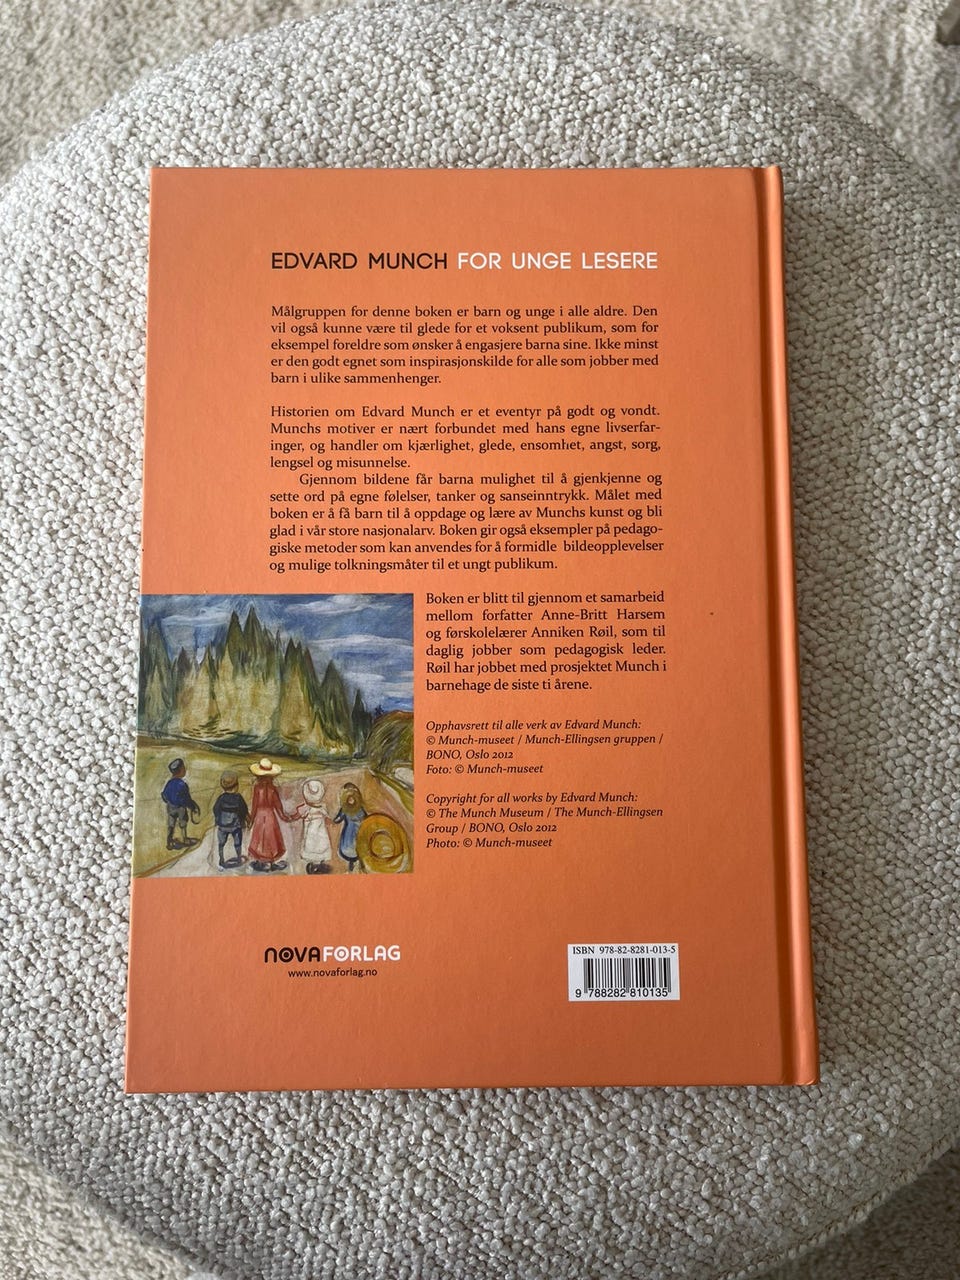 EDVARD MUNCH FOR UNGE LESERE
Målgruppen for denne boken er barn og unge i alle aldre. Den
vil også kunne være til glede for et voksent publikum, som for
eksempel foreldre som ønsker å engasjere barna sine. Ikke minst
er den godt egnet som inspirasjonskilde for alle som jobber med
barn i ulike sammenhenger.
Historien om Edvard Munch er et eventyr på godt og vondt.
Munchs motiver er nært forbundet med hans egne livserfar-
inger, og handler om kjærlighet, glede, ensomhet, angst, sorg,
lengsel og misunnelse.
Gjennom bildene får barna mulighet til å gjenkjenne og
sette ord på egne følelser, tanker og sanseinntrykk. Målet med
boken er å få barn til å oppdage og lære av Munchs kunst og bli
glad i vår store nasjonalarv. Boken gir også eksempler på pedago-
giske metoder som kan anvendes for å formidle bildeopplevelser
og mulige tolkningsmåter til et ungt publikum.
Boken er blitt til gjennom et samarbeid
mellom forfatter Anne-Britt Harsem
og førskolelærer Anniken Røil, som til
daglig jobber som pedagogisk leder.
Røil har jobbet med prosjektet Munch i
barnehage de siste ti årene.
Opphavsrett til alle verk av Edvard Munch:
© Munch-museet / Munch-Ellingsen gruppen /
BONO, Oslo 2012
Foto: © Munch-museet
Copyright for all works by Edvard Munch:
© The Munch Museum / The Munch-Ellingsen
Group / BONO, Oslo 2012
Photo: © Munch-museet
NOVAFORLAG
www.novaforlag.no
ISBN 978-82-8281-013-5
9 788282 810135